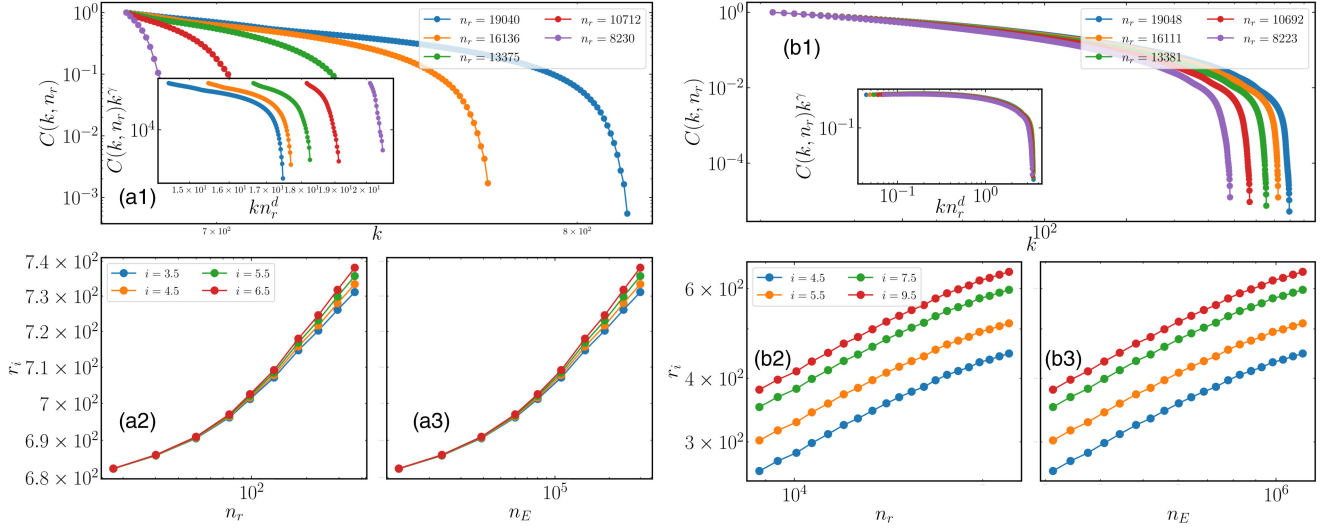 10^0
10^{-1}
10^{-2}
10^{-3}
C(k, n_r)
(a1)
n_r = 19040
n_r = 16136
n_r = 13375
n_r = 10712
n_r = 8230
C(k, n_r)k^γ
10^4
1.5 × 10^1
1.6 × 10^1
1.7 × 10^1
1.8 × 10^1
1.9 × 10^1
2 × 10^1
kn_r^d
7 × 10^2
k
8 × 10^2
10^0
10^{-2}
10^{-4}
C(k, n_r)
(b1)
n_r = 19048
n_r = 16111
n_r = 13381
n_r = 10692
n_r = 8223
C(k, n_r)k^γ
10^{-1}
10^{-1}
10^0
kn_r^d
k
10^2
7.4 × 10^2
7.3 × 10^2
7.2 × 10^2
7.1 × 10^2
7 × 10^2
6.9 × 10^2
6.8 × 10^2
r_i
i = 3.5
i = 4.5
i = 5.5
i = 6.5
(a2)
10^2
n_r
(a3)
10^5
n_E
6 × 10^2
4 × 10^2
3 × 10^2
r_i
i = 4.5
i = 5.5
i = 7.5
i = 9.5
(b2)
10^4
n_r
(b3)
10^6
n_E